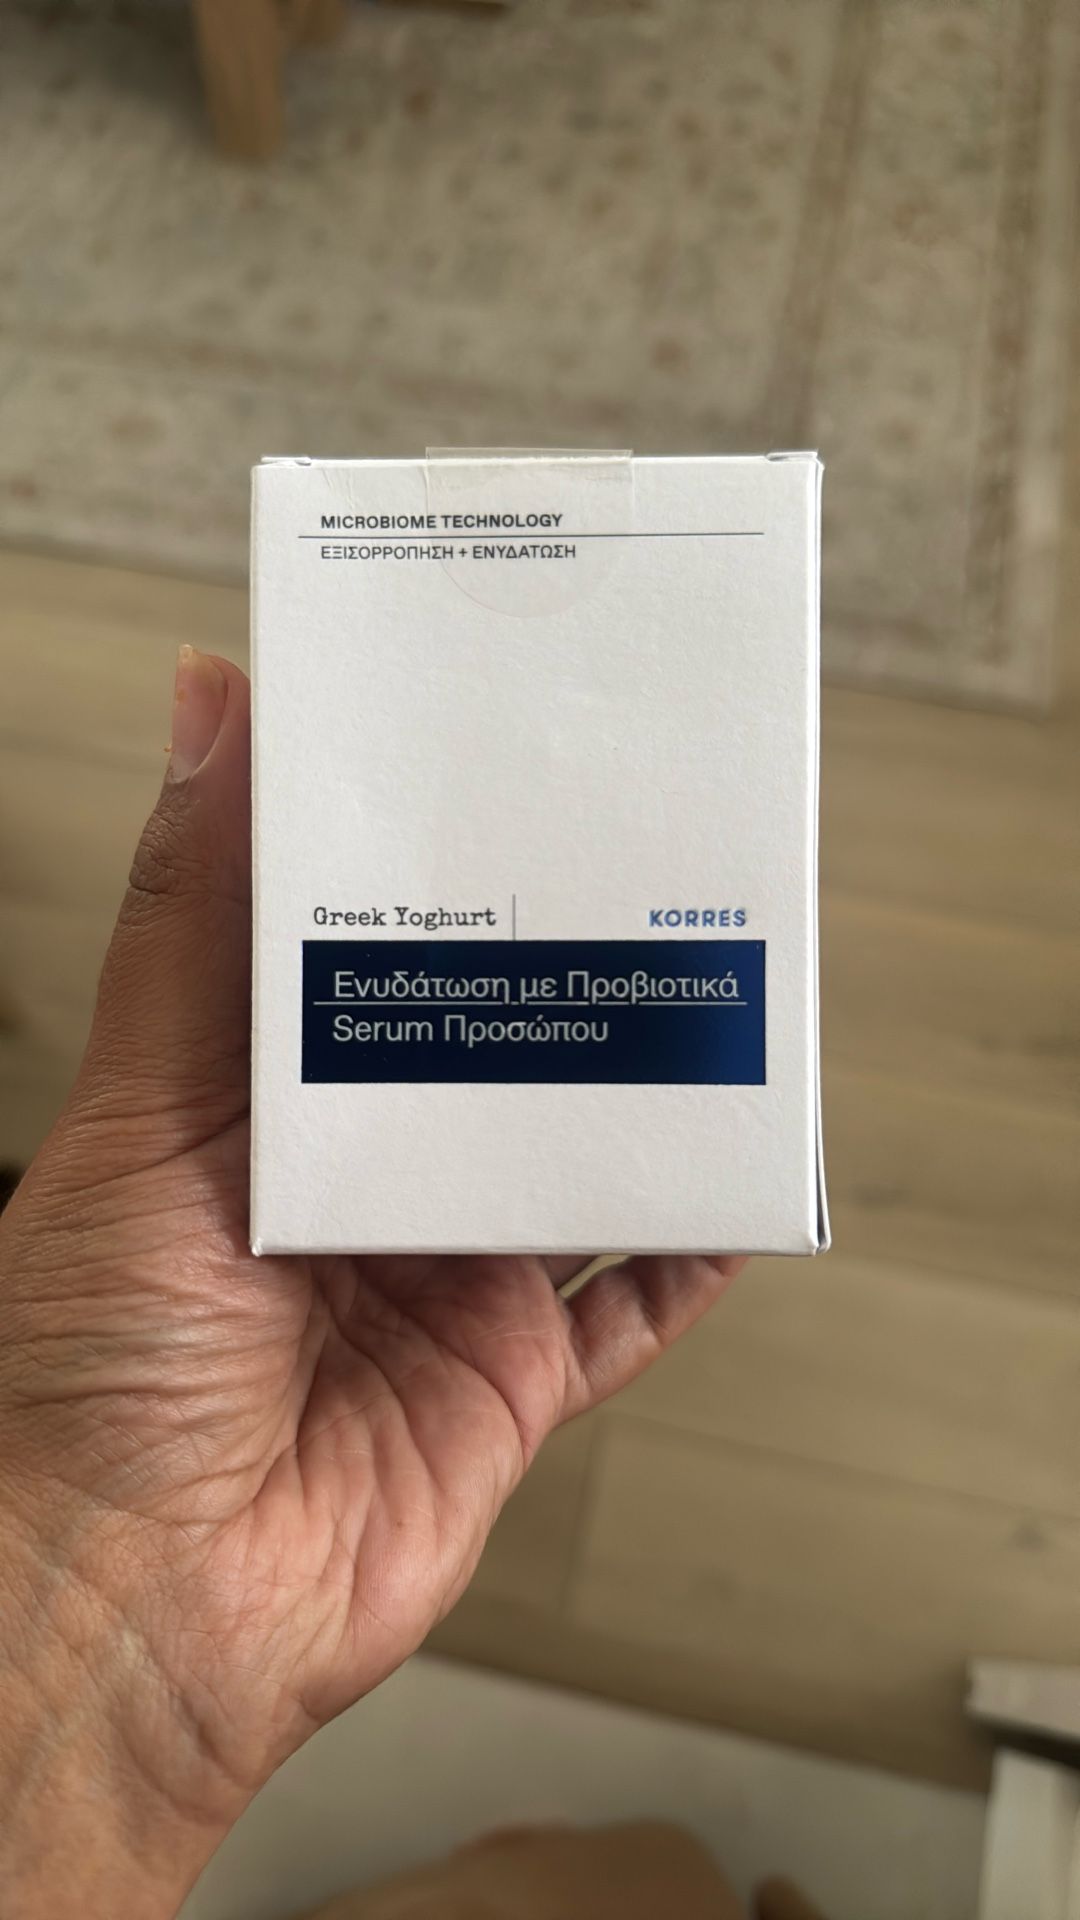 MICROBIOME TECHNOLOGY
ΕΞΙΣΟΡΡΟΠΗΣΗ + ΕΝΥΔΑΤΩΣΗ
Greek Yoghurt
KORRES
Ενυδάτωση με Προβιοτικά
Serum Προσώπου